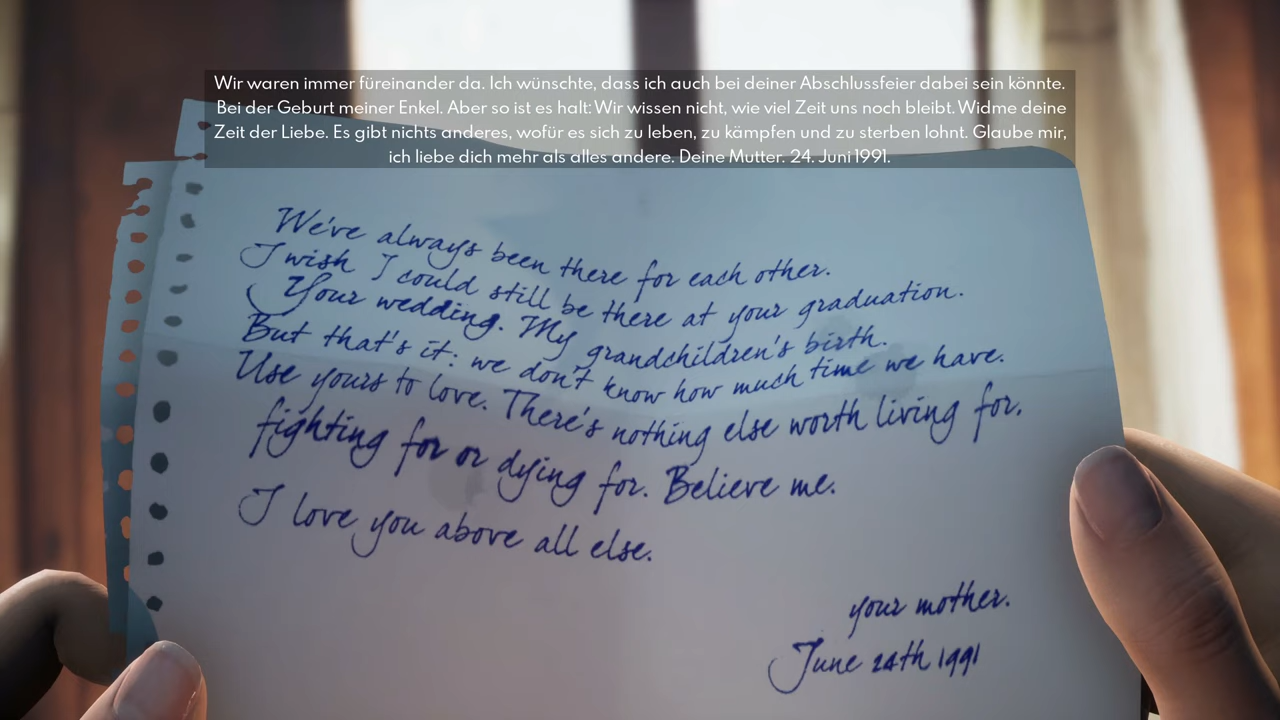 Wir waren immer füreinander da. Ich wünschte, dass ich auch bei deiner Abschlussfeier dabei sein könnte.
Bei der Geburt meiner Enkel. Aber so ist es halt: Wir wissen nicht, wie viel Zeit uns noch bleibt. Widme deine
Zeit der Liebe. Es gibt nichts anderes, wofür es sich zu leben, zu kämpfen und zu sterben lohnt. Glaube mir,
ich liebe dich mehr als alles andere. Deine Mutter. 24. Juni 1991.
We've always been there for each other.
I wish I could still be there at your graduation.
Your wedding. My grandchildren's birth.
But that's it: we don't know how much time we have.
Use yours to love. There's nothing else worth living for,
fighting for or dying for. Believe me.
I love you above all else.
your mother.
June 24th 1991